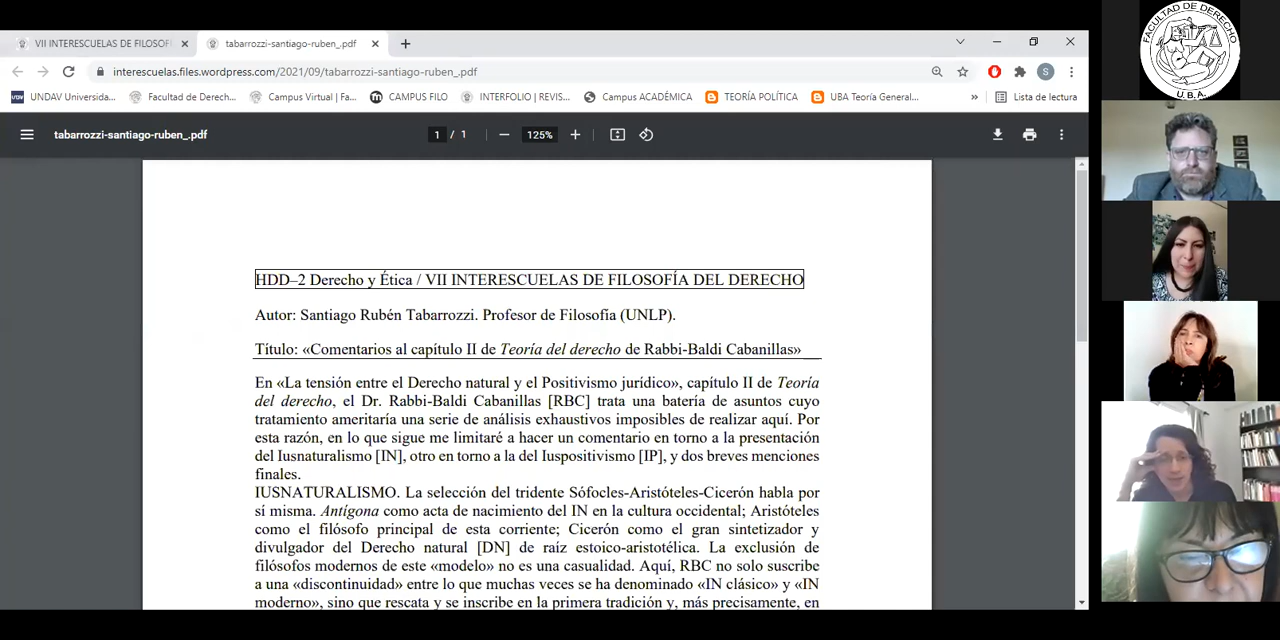 VII INTERESCUELAS DE FILOSOFÍ
tabarrozzi-santiago-ruben_.pdf
interescuelas.files.wordpress.com/2021/09/tabarrozzi-santiago-ruben_.pdf
S
UNDAV Universida...
Facultad de Derech...
Campus Virtual | Fa...
CAMPUS FILO
INTERFOLIO | REVIS...
Campus ACADÉMICA
TEORÍA POLÍTICA
UBA Teoría General...
»
Lista de lectura
tabarrozzi-santiago-ruben_.pdf
1 / 1
125%
HDD–2 Derecho y Ética / VII INTERESCUELAS DE FILOSOFÍA DEL DERECHO
Autor: Santiago Rubén Tabarrozzi. Profesor de Filosofía (UNLP).
Título: «Comentarios al capítulo II de Teoría del derecho de Rabbi-Baldi Cabanillas»
En «La tensión entre el Derecho natural y el Positivismo jurídico», capítulo II de Teoría
del derecho, el Dr. Rabbi-Baldi Cabanillas [RBC] trata una batería de asuntos cuyo
tratamiento ameritaría una serie de análisis exhaustivos imposibles de realizar aquí. Por
esta razón, en lo que sigue me limitaré a hacer un comentario en torno a la presentación
del Iusnaturalismo [IN], otro en torno a la del Iuspositivismo [IP], y dos breves menciones
finales.
IUSNATURALISMO. La selección del tridente Sófocles-Aristóteles-Cicerón habla por
sí misma. Antígona como acta de nacimiento del IN en la cultura occidental; Aristóteles
como el filósofo principal de esta corriente; Cicerón como el gran sintetizador y
divulgador del Derecho natural [DN] de raíz estoico-aristotélica. La exclusión de
filósofos modernos de este «modelo» no es una casualidad. Aquí, RBC no solo suscribe
a una «discontinuidad» entre lo que muchas veces se ha denominado «IN clásico» y «IN
moderno», sino que rescata y se inscribe en la primera tradición y, más precisamente, en
FACULTAD DE DERECHO
U.B.A.